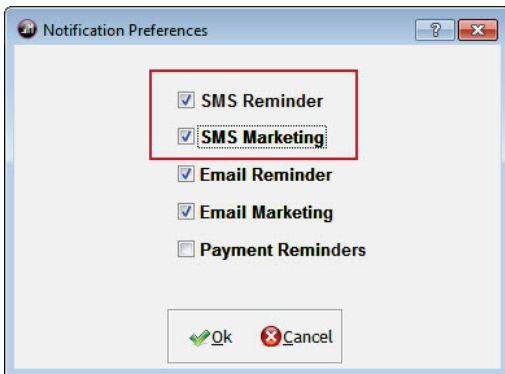 Notification Preferences
SMS Reminder
SMS Marketing
Email Reminder
Email Marketing
Payment Reminders
Ok Cancel